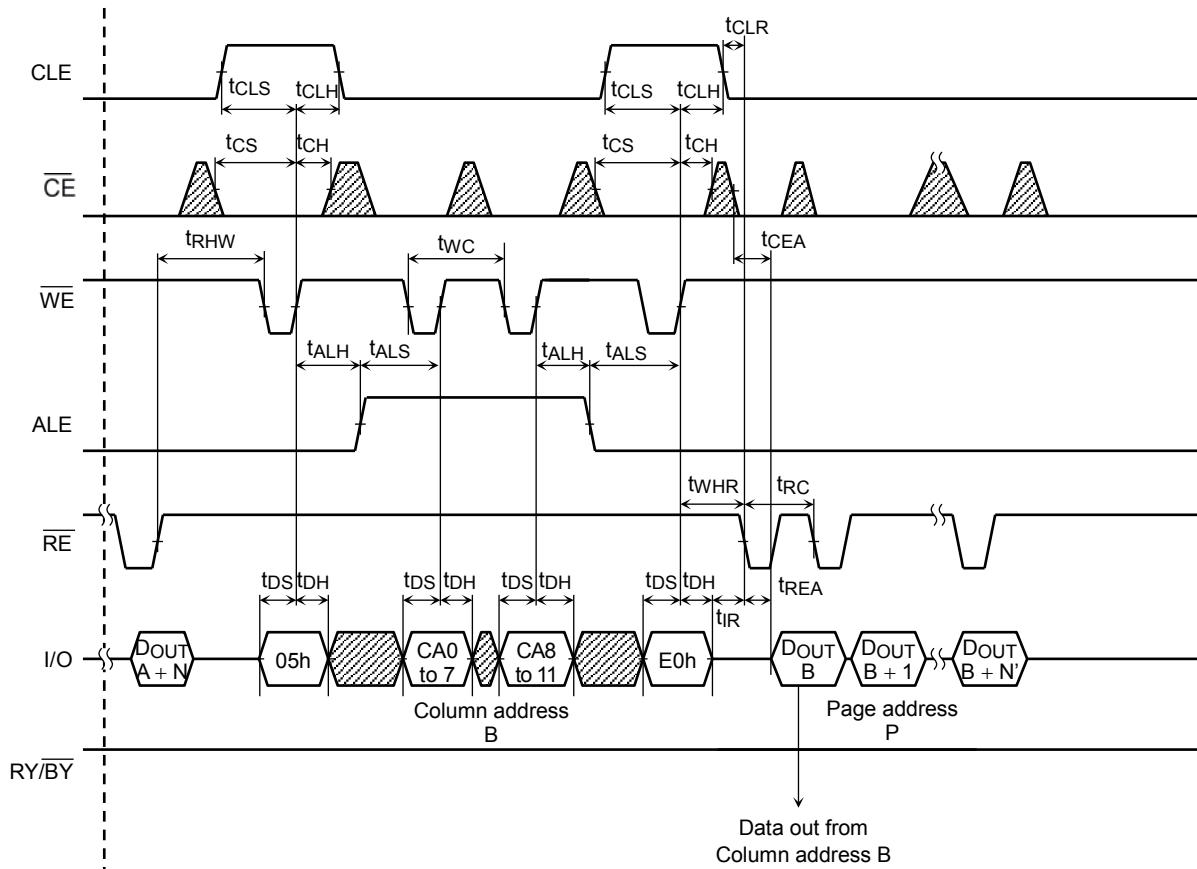 tCLR
CLE
tCLS tCLH tCLS tCLH
tCS tCH tCS tCH
CE
tCEA
tRHW tWC
WE
tALH tALS tALH tALS
ALE
tWHR tRC
RE
tDS tDH tDS tDH tDS tDH tDS tDH tREA
tIR
I/O
DOUT
A + N
05h
CA0
to 7
CA8
to 11
E0h
DOUT
B
DOUT
B + 1
DOUT
B + N'
Column address
B
Page address
P
RY/BY
Data out from
Column address B